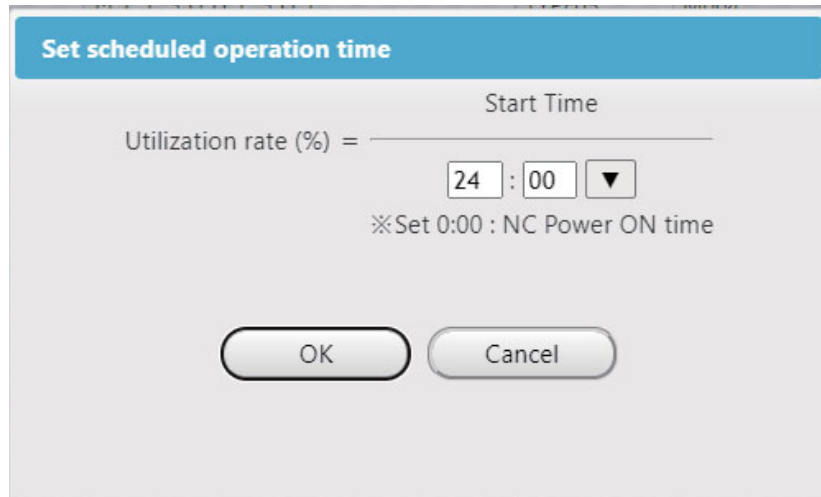 Set scheduled operation time
Start Time
Utilization rate (%) =
24 : 00 ▼
※Set 0:00 : NC Power ON time
OK
Cancel